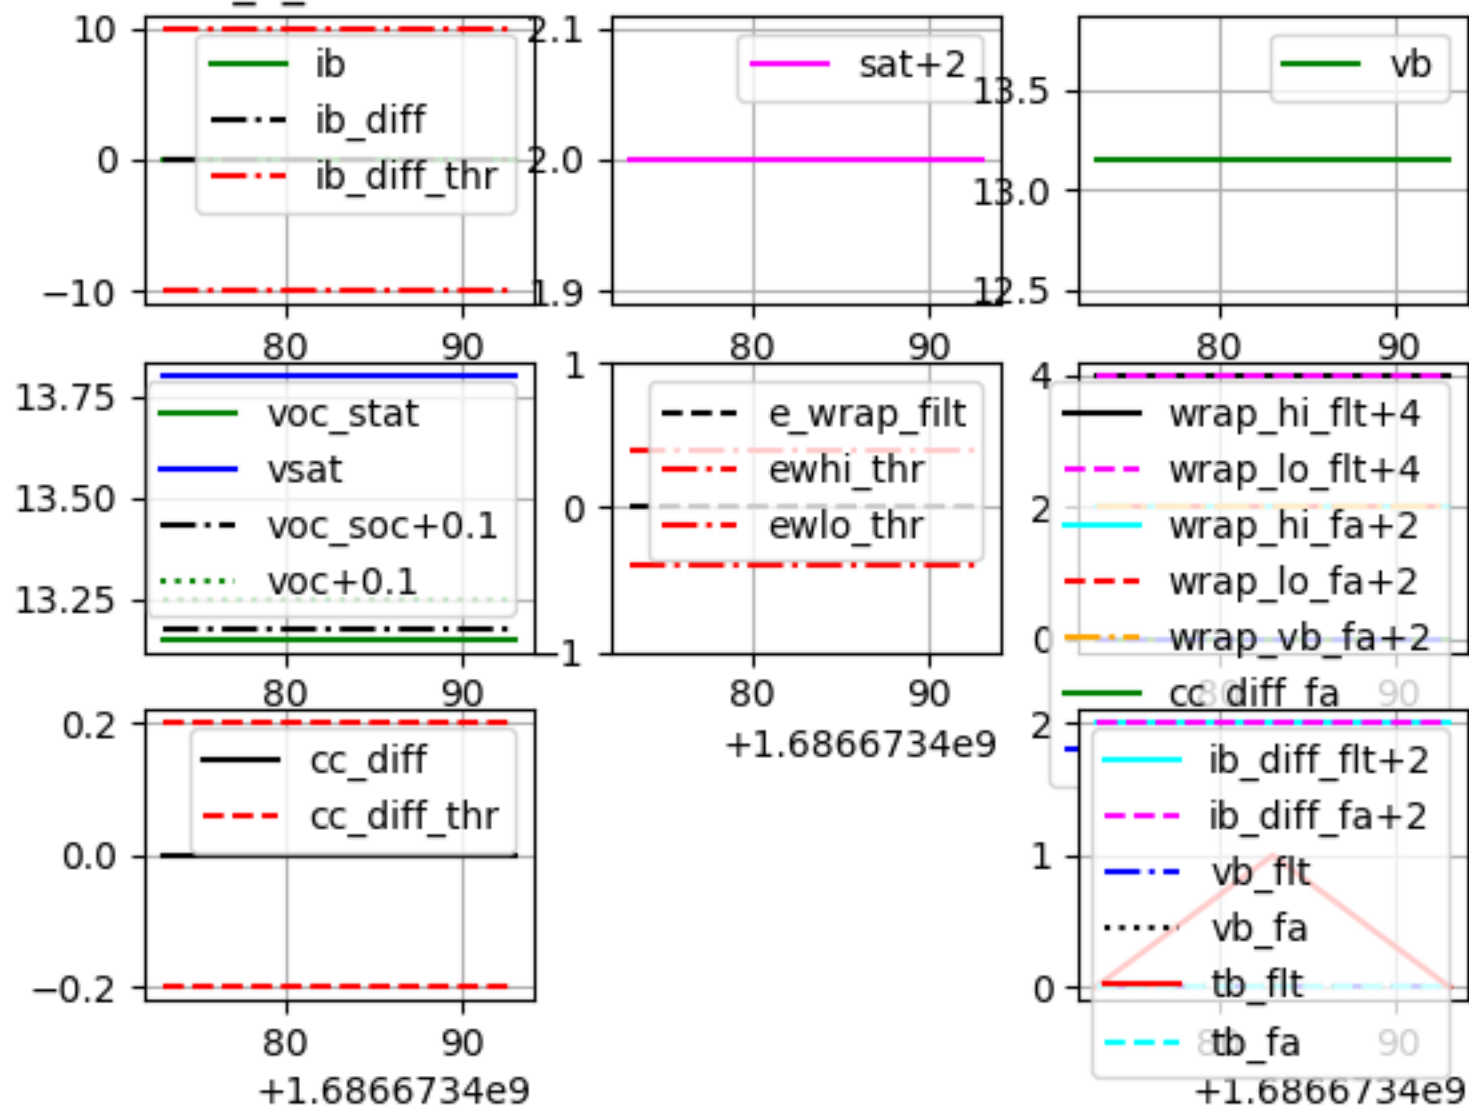 10
0
−10
80
90
ib
ib_diff
ib_diff_thr
2.1
2.0
1.9
80
90
sat+2
13.5
13.0
12.5
80
90
vb
13.75
13.50
13.25
80
90
voc_stat
vsat
voc_soc+0.1
voc+0.1
1
0
−1
80
90
+1.6866734e9
e_wrap_filt
ewhi_thr
ewlo_thr
4
2
0
80
90
wrap_hi_flt+4
wrap_lo_flt+4
wrap_hi_fa+2
wrap_lo_fa+2
wrap_vb_fa+2
cc_diff_fa
0.2
0.0
−0.2
80
90
+1.6866734e9
cc_diff
cc_diff_thr
2
1
0
80
90
+1.6866734e9
ib_diff_flt+2
ib_diff_fa+2
vb_flt
vb_fa
tb_flt
tb_fa